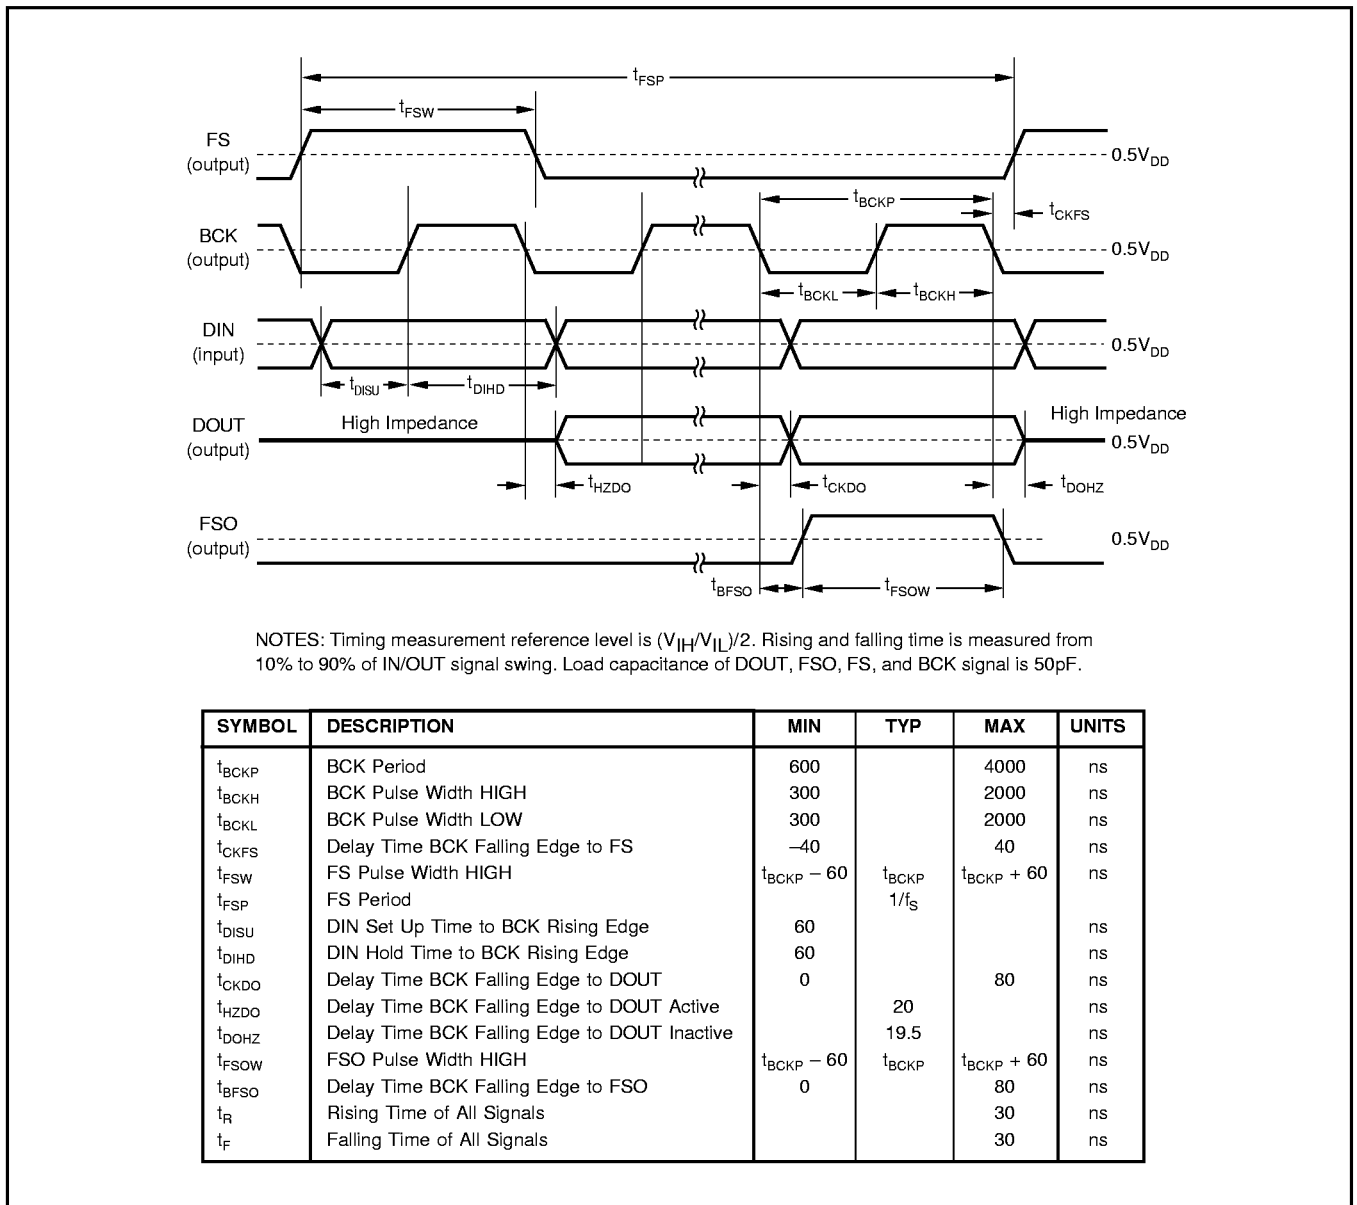 tFSP
tFSW
FS
(output)
0.5VDD
tBCKP
tCKFS
BCK
(output)
0.5VDD
tBCKL
tBCKH
DIN
(input)
0.5VDD
tDISU
tDIHD
DOUT
(output)
High Impedance
High Impedance
0.5VDD
tHZDO
tCKDO
tDOHZ
FSO
(output)
0.5VDD
tBFSO
tFSOW
NOTES: Timing measurement reference level is (VIH/VIL)/2. Rising and falling time is measured from
10% to 90% of IN/OUT signal swing. Load capacitance of DOUT, FSO, FS, and BCK signal is 50pF.
SYMBOL DESCRIPTION MIN TYP MAX UNITS
tBCKP BCK Period 600 4000 ns
tBCKH BCK Pulse Width HIGH 300 2000 ns
tBCKL BCK Pulse Width LOW 300 2000 ns
tCKFS Delay Time BCK Falling Edge to FS –40 40 ns
tFSW FS Pulse Width HIGH tBCKP – 60 tBCKP tBCKP + 60 ns
tFSP FS Period 1/fS
tDISU DIN Set Up Time to BCK Rising Edge 60 ns
tDIHD DIN Hold Time to BCK Rising Edge 60 ns
tCKDO Delay Time BCK Falling Edge to DOUT 0 80 ns
tHZDO Delay Time BCK Falling Edge to DOUT Active 20 ns
tDOHZ Delay Time BCK Falling Edge to DOUT Inactive 19.5 ns
tFSOW FSO Pulse Width HIGH tBCKP – 60 tBCKP tBCKP + 60 ns
tBFSO Delay Time BCK Falling Edge to FSO 0 80 ns
tR Rising Time of All Signals 30 ns
tF Falling Time of All Signals 30 ns